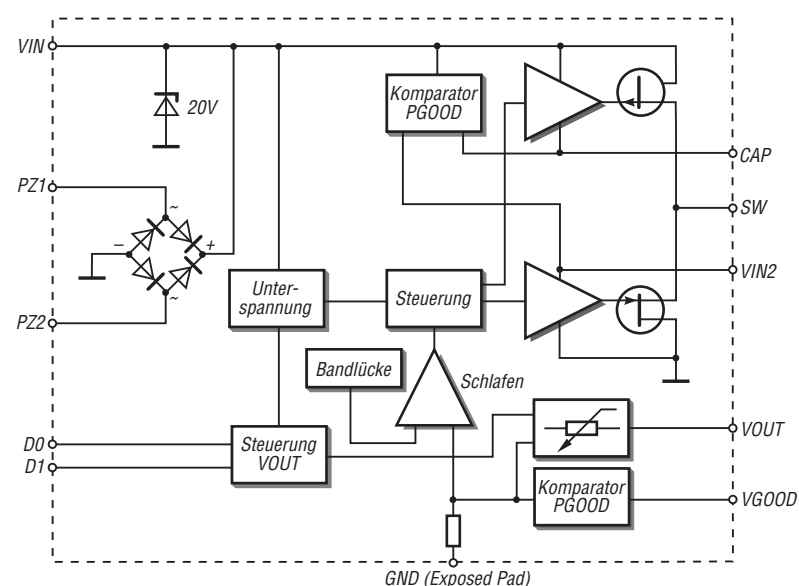 VIN
20V
Komparator
PGOOD
CAP
PZ1
SW
~
–
+
~
VIN2
Unter-
spannung
Steuerung
PZ2
Bandlücke
Schlafen
D0
D1
Steuerung
VOUT
VOUT
Komparator
PGOOD
VGOOD
GND (Exposed Pad)